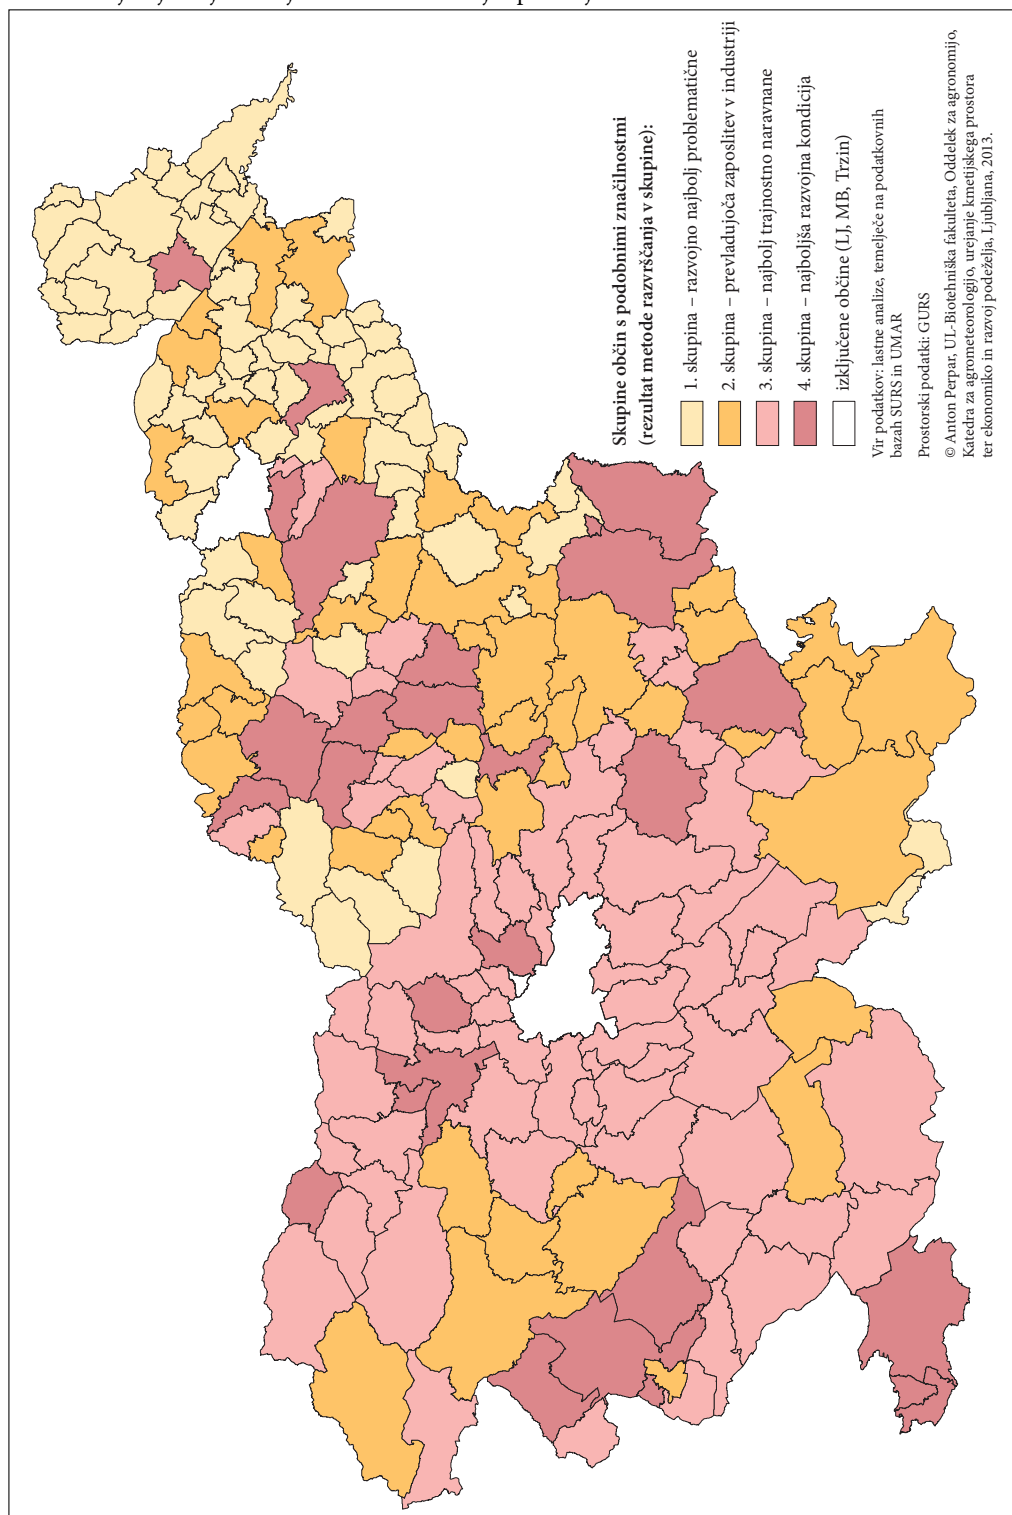 Skupine občin s podobnimi značilnostmi
(rezultat metode razvrščanja v skupine):
1. skupina – razvojno najbolj problematične
2. skupina – prevladujoča zaposlitev v industriji
3. skupina – najbolj trajnostno naravnane
4. skupina – najboljša razvojna kondicija
izključene občine (LJ, MB, Trzin)
Vir podatkov: lastne analize, temelječe na podatkovnih
bazah SURS in UMAR
Prostorski podatki: GURS
© Anton Perpar, UL-Biotehniška fakulteta, Oddelek za agronomijo,
Katedra za agrometeorologijo, urejanje kmetijskega prostora
ter ekonomiko in razvoj podeželja, Ljubljana, 2013.